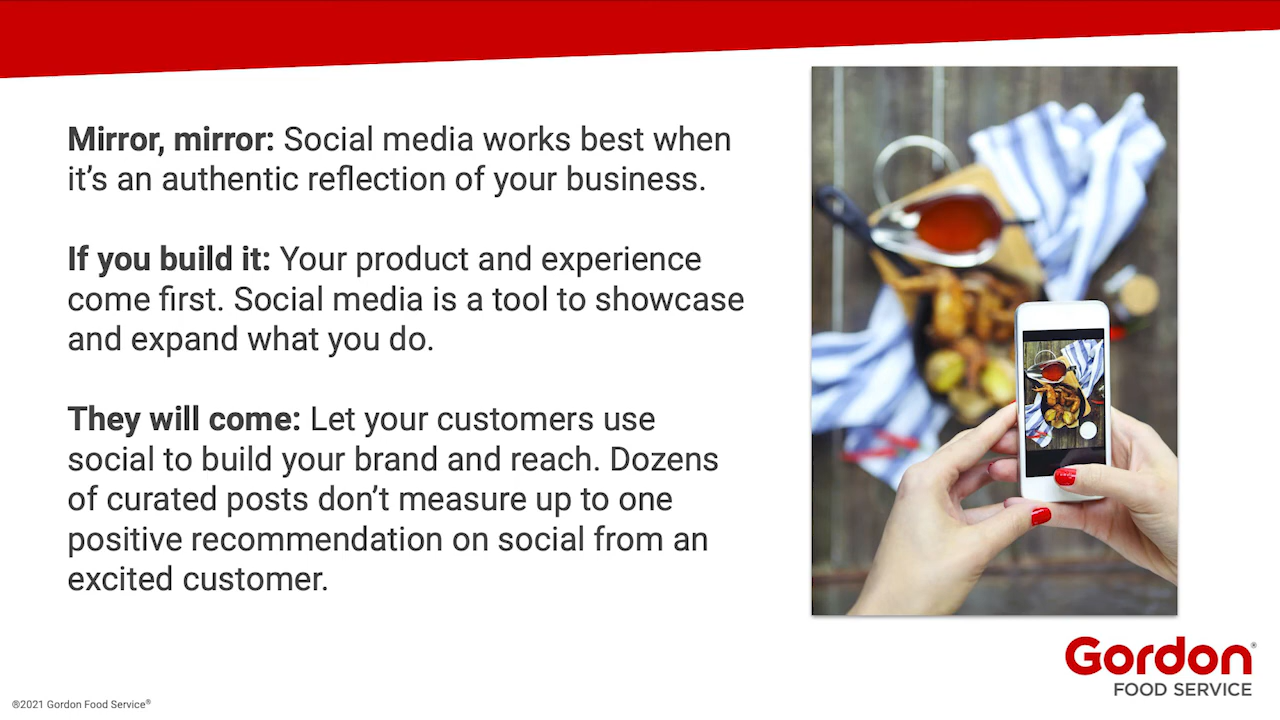 Mirror, mirror: Social media works best when
it’s an authentic reflection of your business.
If you build it: Your product and experience
come first. Social media is a tool to showcase
and expand what you do.
They will come: Let your customers use
social to build your brand and reach. Dozens
of curated posts don’t measure up to one
positive recommendation on social from an
excited customer.
Gordon®
FOOD SERVICE
®2021 Gordon Food Service®